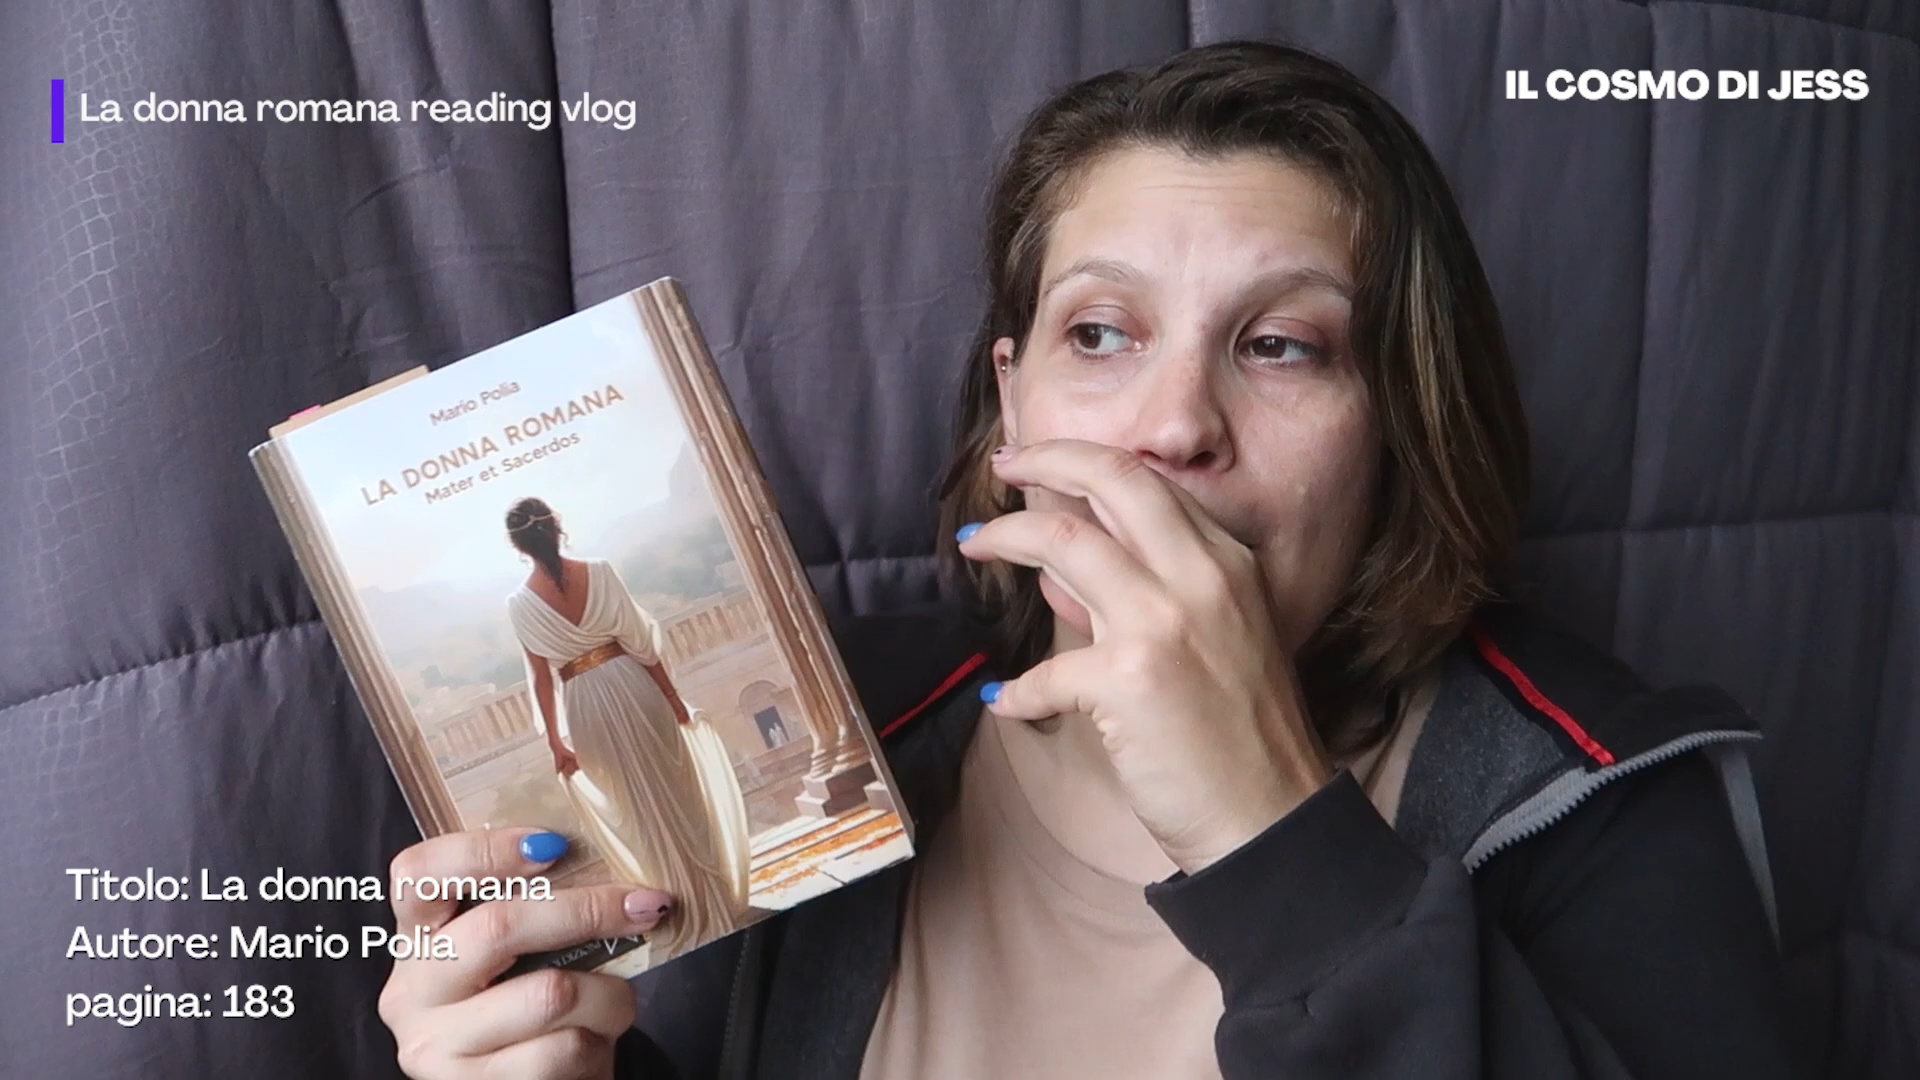 La donna romana reading vlog
IL COSMO DI JESS
Mario Polia
LA DONNA ROMANA
Mater et Sacerdos
Titolo: La donna romana
Autore: Mario Polia
pagina: 183